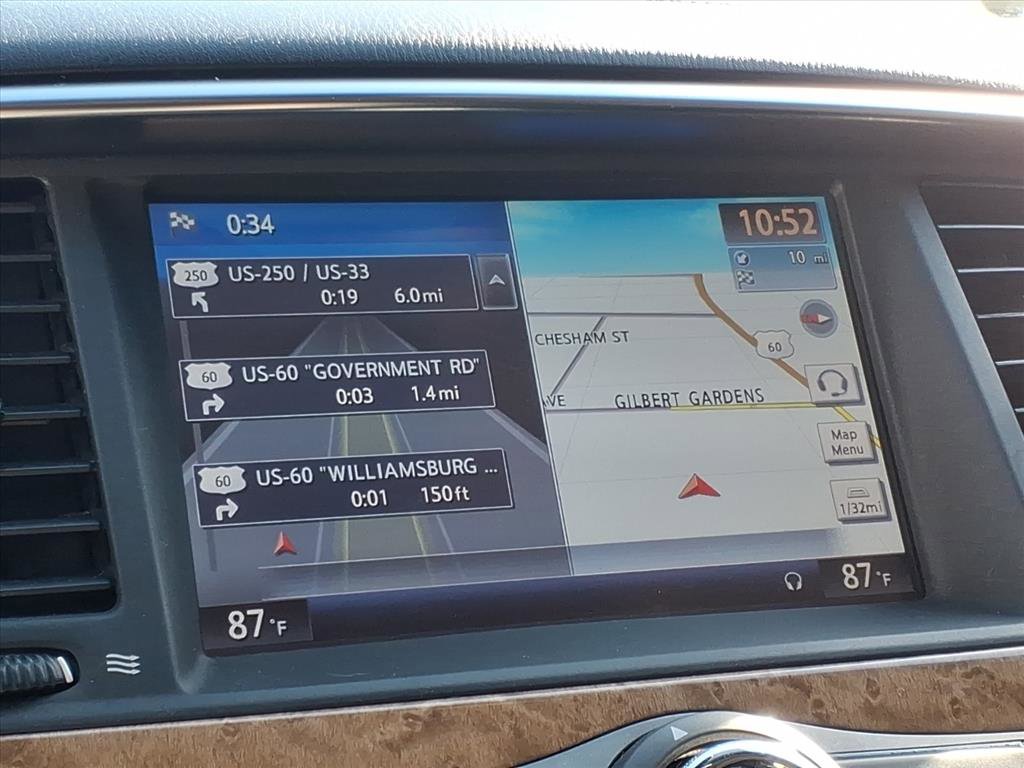 0:34
250 US-250 / US-33
0:19 6.0mi
60 US-60 "GOVERNMENT RD"
0:03 1.4mi
60 US-60 "WILLIAMSBURG ...
0:01 150ft
10:52
10 mi
CHESHAM ST
60
AVE GILBERT GARDENS
Map
Menu
1/32mi
87°F
87°F